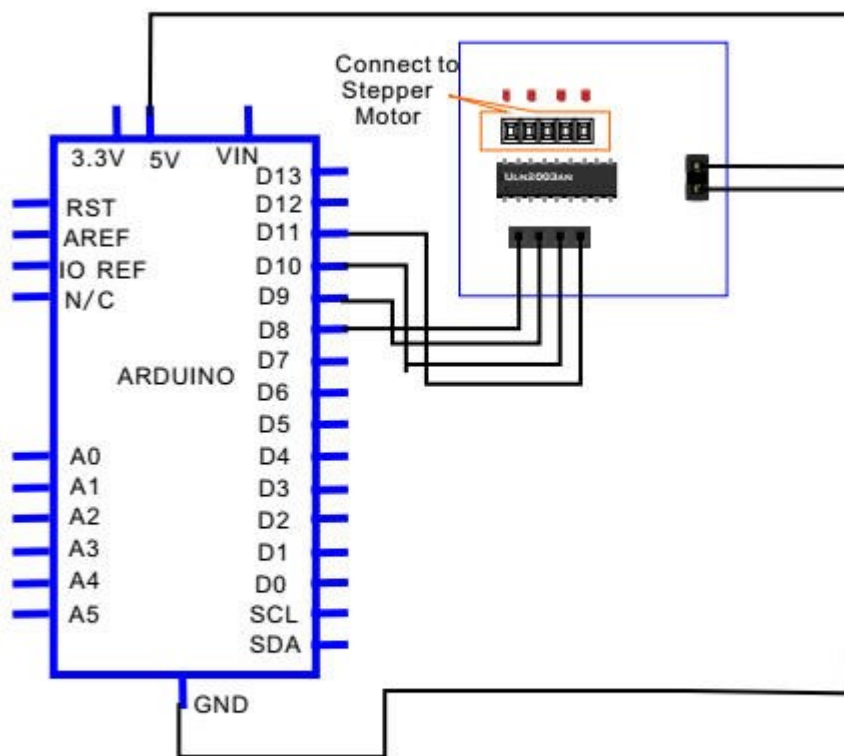 Connect to
Stepper
Motor
3.3V
5V
VIN
ULN2003AN
RST
AREF
IO REF
N/C
ARDUINO
A0
A1
A2
A3
A4
A5
D13
D12
D11
D10
D9
D8
D7
D6
D5
D4
D3
D2
D1
D0
SCL
SDA
GND